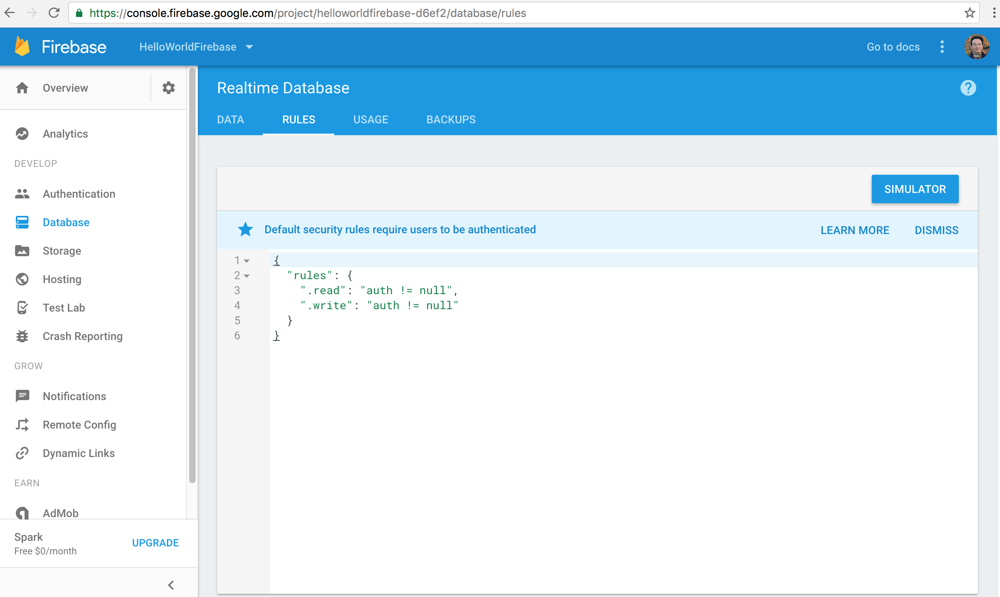 https://console.firebase.google.com/project/helloworldfirebase-d6ef2/database/rules
Firebase
HelloWorldFirebase
Go to docs
Overview
Analytics
DEVELOP
Authentication
Database
Storage
Hosting
Test Lab
Crash Reporting
GROW
Notifications
Remote Config
Dynamic Links
EARN
AdMob
Spark
Free $0/month
UPGRADE
Realtime Database
?
DATA RULES USAGE BACKUPS
SIMULATOR
Default security rules require users to be authenticated
LEARN MORE DISMISS
1 {
2   "rules": {
3     ".read": "auth != null",
4     ".write": "auth != null"
5   }
6 }